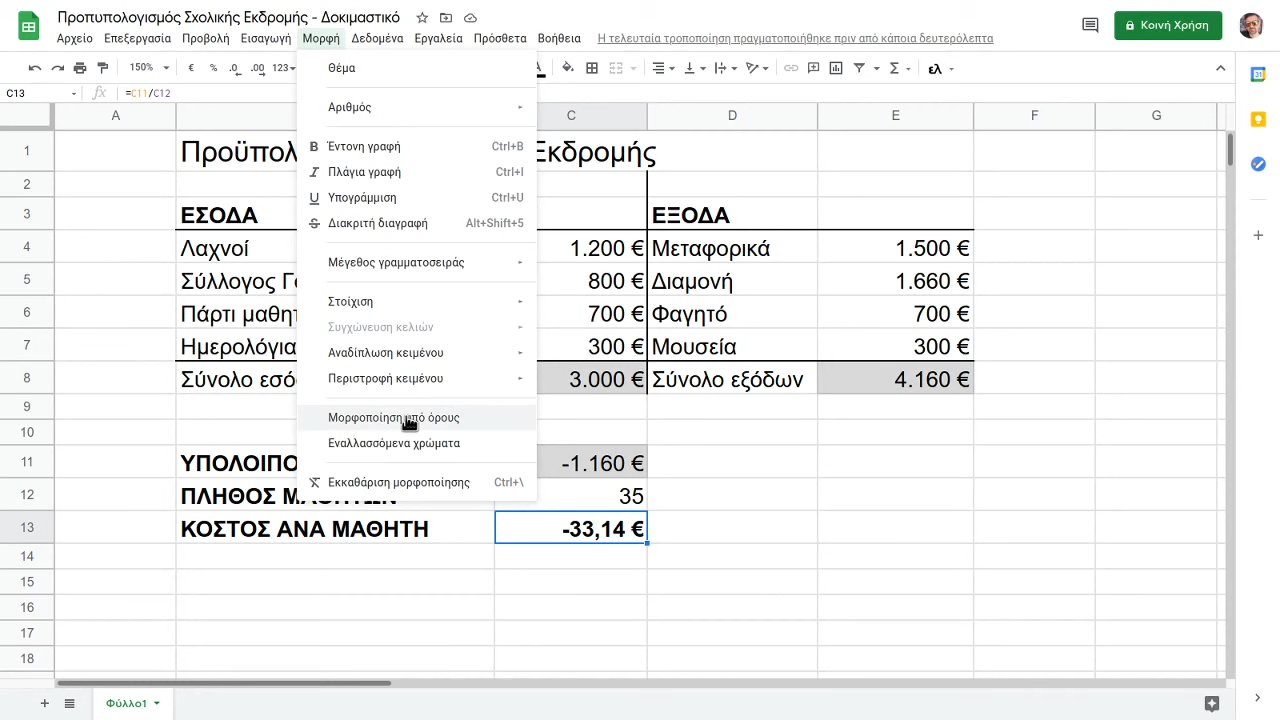 Προπυπολογισμός Σχολικής Εκδρομής - Δοκιμαστικό
Αρχείο Επεξεργασία Προβολή Εισαγωγή Μορφή Δεδομένα Εργαλεία Πρόσθετα Βοήθεια Η τελευταία τροποποίηση πραγματοποιήθηκε πριν από κάποια δευτερόλεπτα
Κοινή Χρήση
150% € % .0 .00 123 A Σ ελ
C13 fx =C11/C12
A C D E F G
Θέμα
Αριθμός
B Έντονη γραφή Ctrl+B
I Πλάγια γραφή Ctrl+I
U Υπογράμμιση Ctrl+U
S Διακριτή διαγραφή Alt+Shift+5
Μέγεθος γραμματοσειράς
Στοίχιση
Συγχώνευση κελιών
Αναδίπλωση κειμένου
Περιστροφή κειμένου
Μορφοποίηση υπό όρους
Εναλλασσόμενα χρώματα
Εκκαθάριση μορφοποίησης Ctrl+\
1 Προϋπολ Εκδρομής
2
3 ΕΣΟΔΑ ΕΞΟΔΑ
4 Λαχνοί 1.200 € Μεταφορικά 1.500 €
5 Σύλλογος Γ 800 € Διαμονή 1.660 €
6 Πάρτι μαθητ 700 € Φαγητό 700 €
7 Ημερολόγια 300 € Μουσεία 300 €
8 Σύνολο εσό 3.000 € Σύνολο εξόδων 4.160 €
9
10
11 ΥΠΟΛΟΙΠΟ -1.160 €
12 ΠΛΗΘΟΣ ΜΑΘΗΤΩΝ 35
13 ΚΟΣΤΟΣ ΑΝΑ ΜΑΘΗΤΗ -33,14 €
14
15
16
17
18
Φύλλο1
31